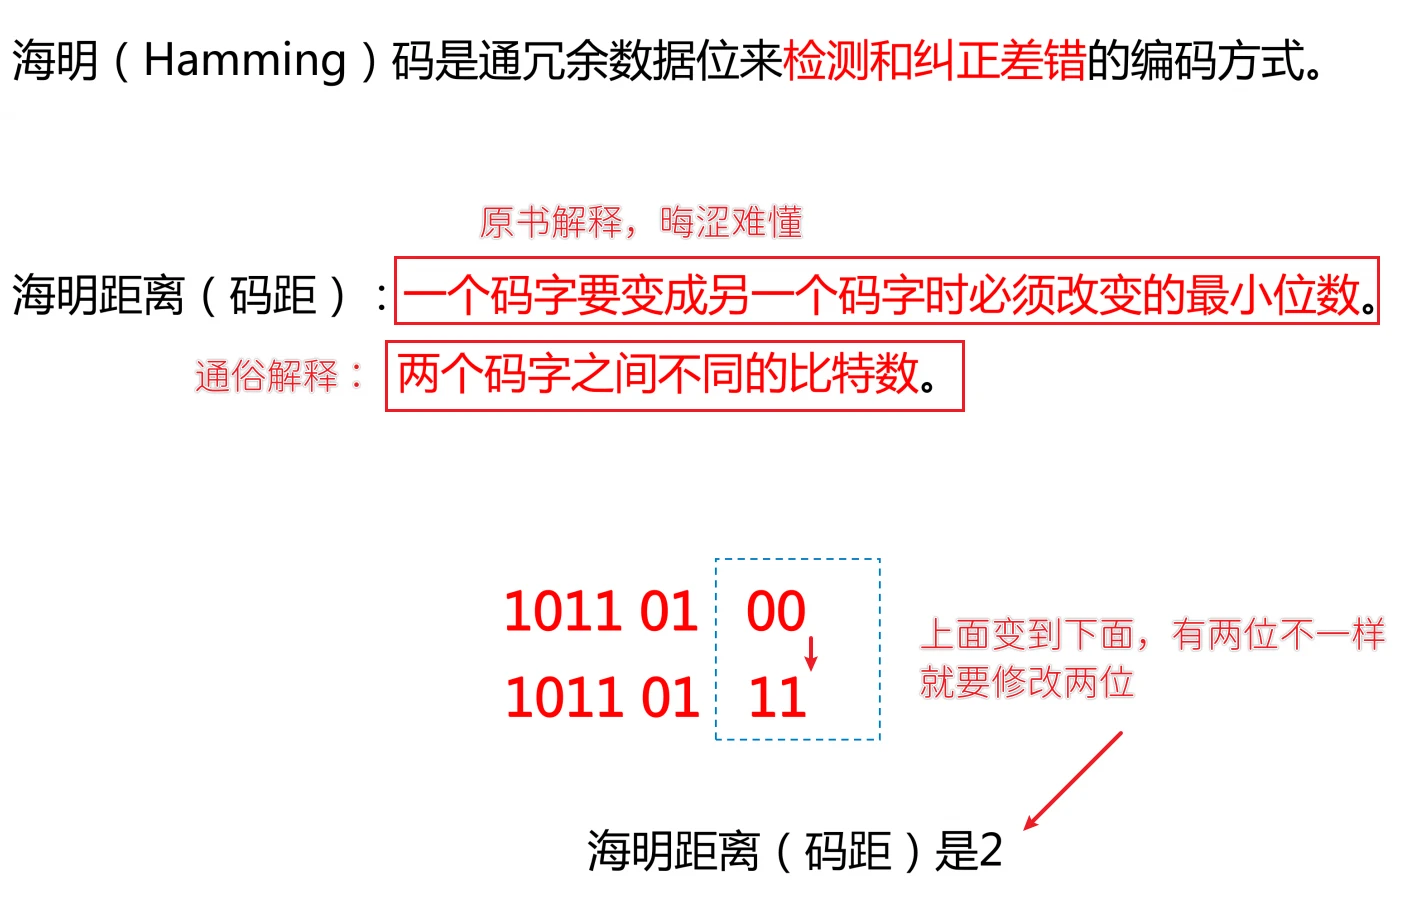 海明（Hamming）码是通冗余数据位来检测和纠正差错的编码方式。
原书解释，晦涩难懂
海明距离（码距）：一个码字要变成另一个码字时必须改变的最小位数。
通俗解释： 两个码字之间不同的比特数。
1011 01 00
上面变到下面，有两位不一样
就要修改两位
1011 01 11
海明距离（码距）是2